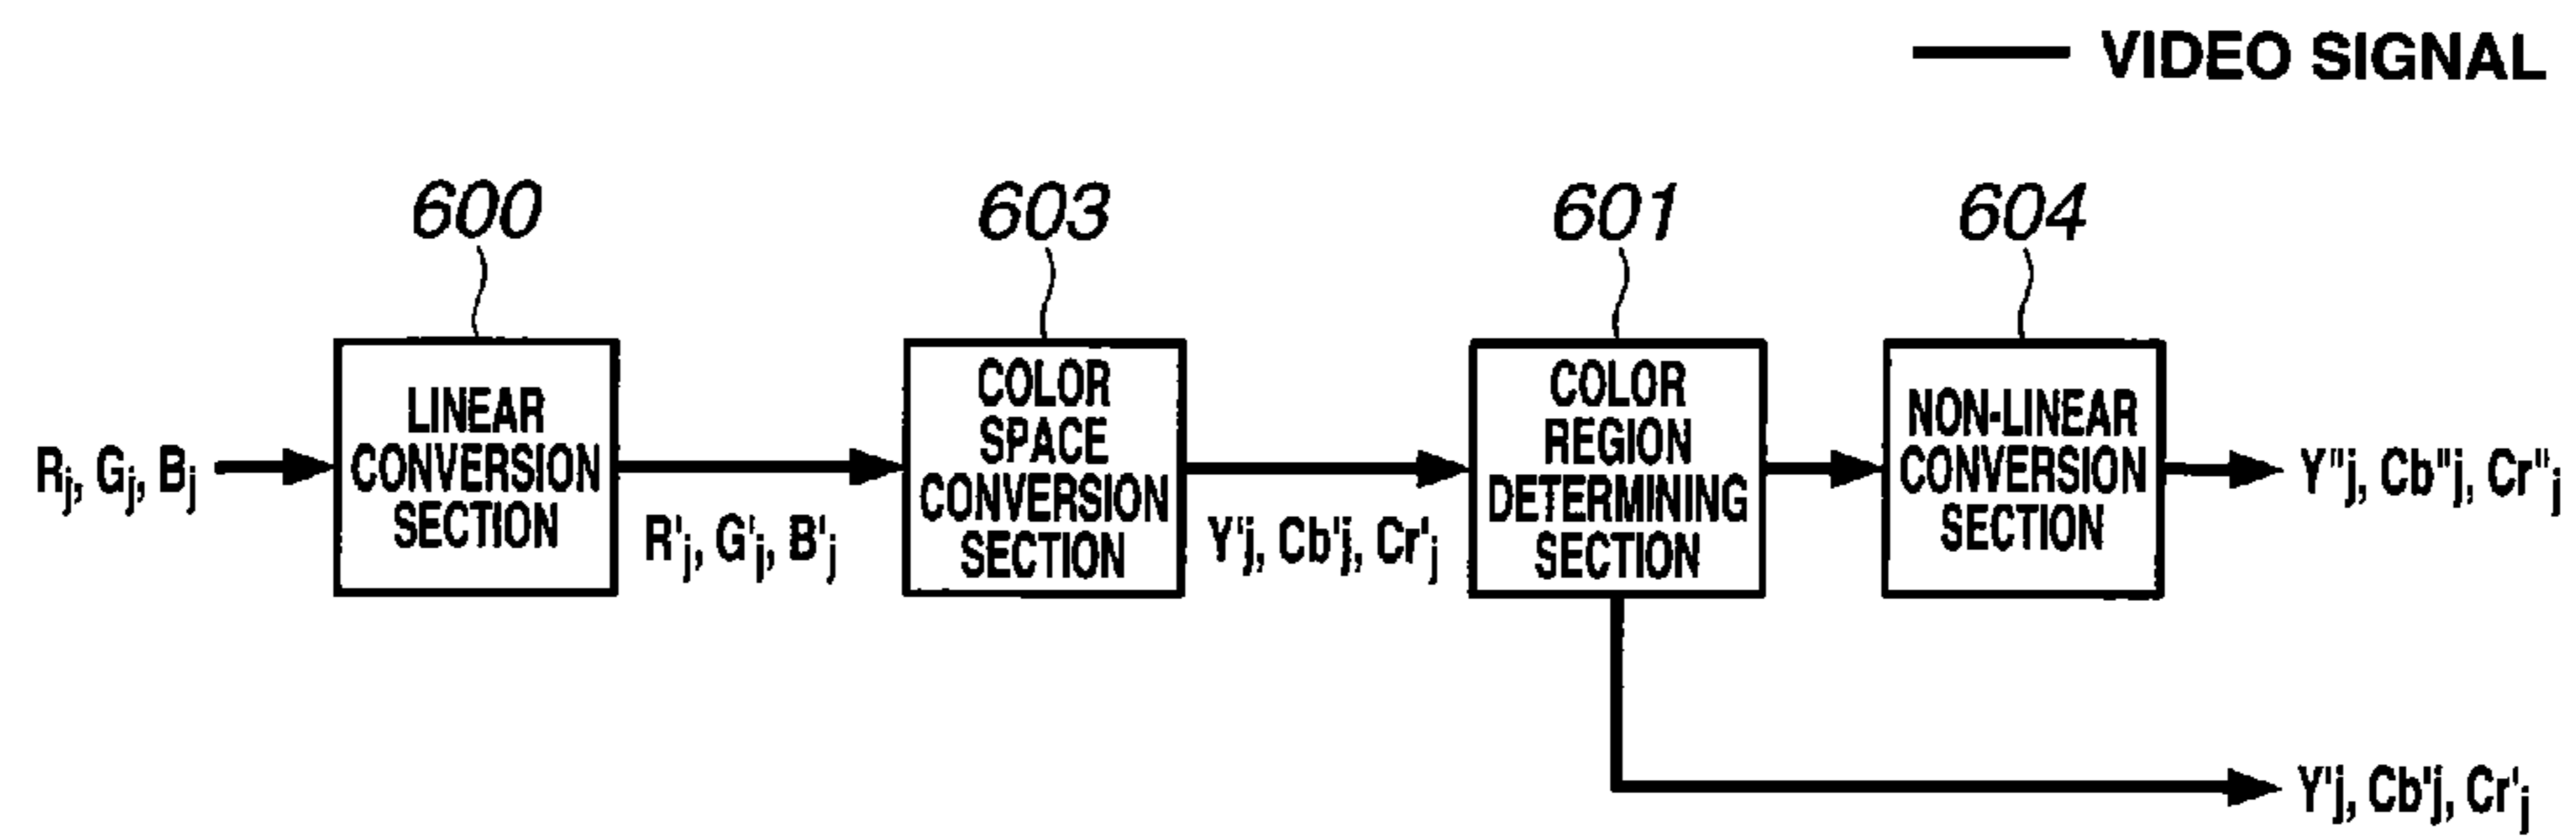 VIDEO SIGNAL
600
603
601
604
LINEAR
CONVERSION
SECTION
COLOR
SPACE
CONVERSION
SECTION
COLOR
REGION
DETERMINING
SECTION
NON-LINEAR
CONVERSION
SECTION
Rj, Gj, Bj
R'j, G'j, B'j
Y'j, Cb'j, Cr'j
Y"j, Cb"j, Cr"j
Y'j, Cb'j, Cr'j